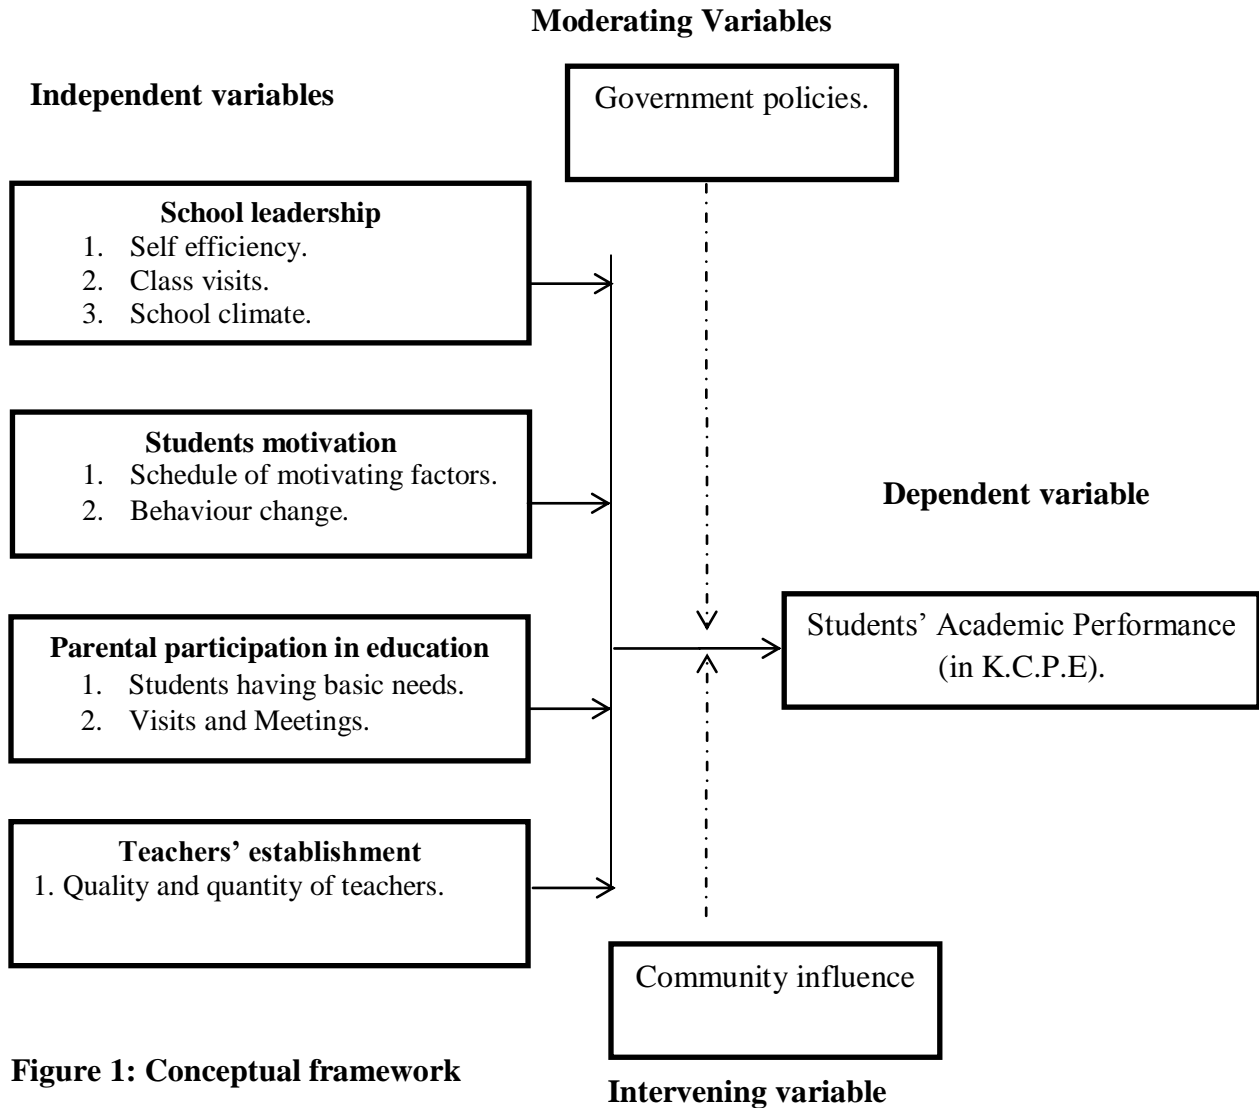 Moderating Variables
Independent variables
Government policies.
School leadership
1. Self efficiency.
2. Class visits.
3. School climate.
Students motivation
1. Schedule of motivating factors.
2. Behaviour change.
Dependent variable
Parental participation in education
1. Students having basic needs.
2. Visits and Meetings.
Students’ Academic Performance
(in K.C.P.E).
Teachers’ establishment
1. Quality and quantity of teachers.
Community influence
Figure 1: Conceptual framework
Intervening variable